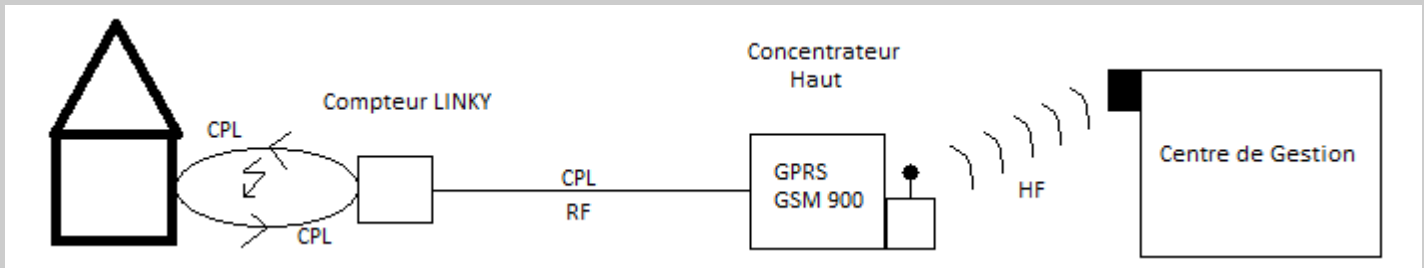 Concentrateur
Haut
Compteur LINKY
CPL
CPL
CPL
RF
GPRS
GSM 900
HF
Centre de Gestion